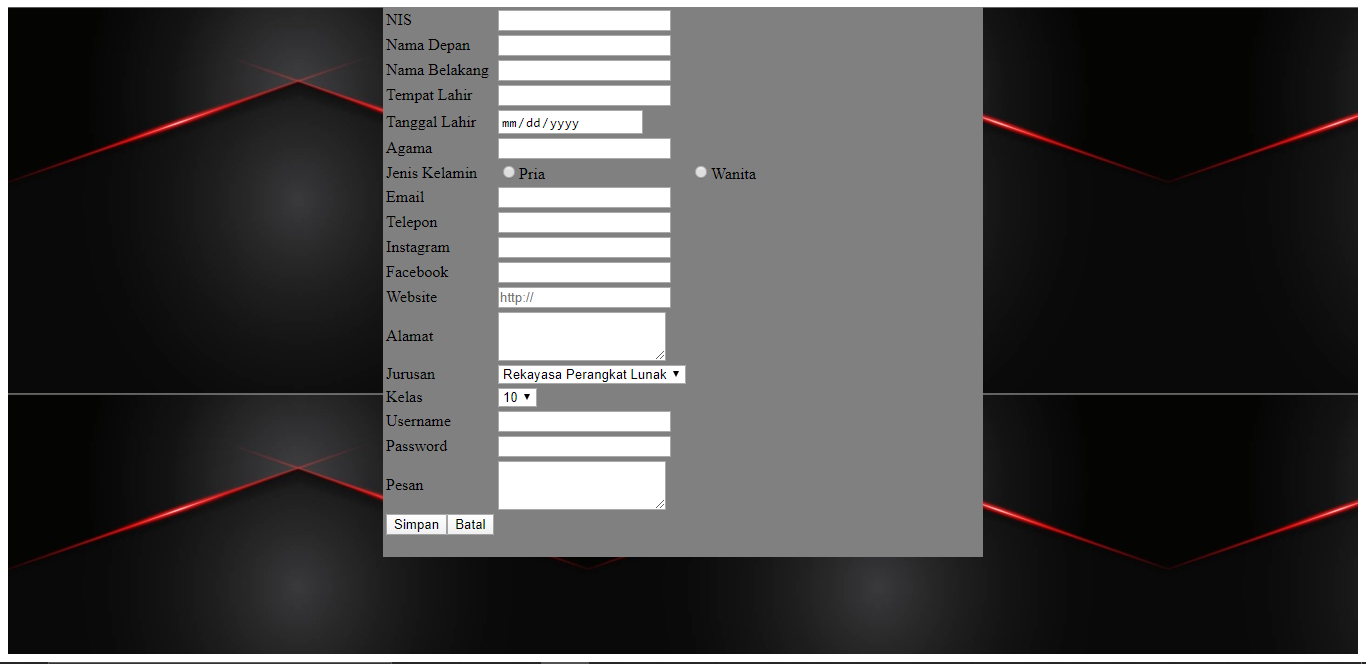 NIS
Nama Depan
Nama Belakang
Tempat Lahir
Tanggal Lahir mm/dd/yyyy
Agama
Jenis Kelamin Pria Wanita
Email
Telepon
Instagram
Facebook
Website http://
Alamat
Jurusan Rekayasa Perangkat Lunak
Kelas 10
Username
Password
Pesan
Simpan Batal